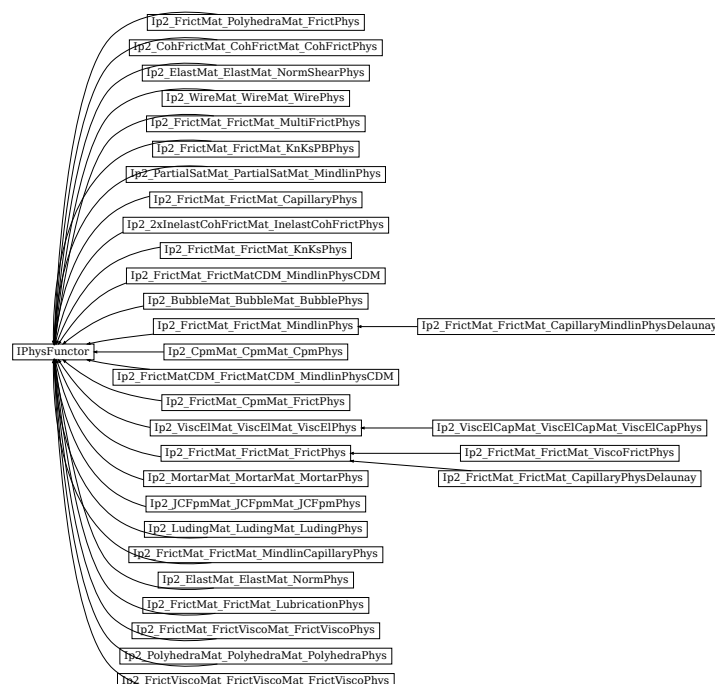 Ip2_FrictMat_PolyhedraMat_FrictPhys
Ip2_CohFrictMat_CohFrictMat_CohFrictPhys
Ip2_ElastMat_ElastMat_NormShearPhys
Ip2_WireMat_WireMat_WirePhys
Ip2_FrictMat_FrictMat_MultiFrictPhys
Ip2_FrictMat_FrictMat_KnKsPBPhys
Ip2_PartialSatMat_PartialSatMat_MindlinPhys
Ip2_FrictMat_FrictMat_CapillaryPhys
Ip2_2xInelastCohFrictMat_InelastCohFrictPhys
Ip2_FrictMat_FrictMat_KnKsPhys
Ip2_FrictMat_FrictMatCDM_MindlinPhysCDM
Ip2_BubbleMat_BubbleMat_BubblePhys
Ip2_FrictMat_FrictMat_MindlinPhys
Ip2_FrictMat_FrictMat_CapillaryMindlinPhysDelaunay
IPhysFunctor
Ip2_CpmMat_CpmMat_CpmPhys
Ip2_FrictMatCDM_FrictMatCDM_MindlinPhysCDM
Ip2_FrictMat_CpmMat_FrictPhys
Ip2_ViscElMat_ViscElMat_ViscElPhys
Ip2_ViscElCapMat_ViscElCapMat_ViscElCapPhys
Ip2_FrictMat_FrictMat_FrictPhys
Ip2_FrictMat_FrictMat_ViscoFrictPhys
Ip2_MortarMat_MortarMat_MortarPhys
Ip2_FrictMat_FrictMat_CapillaryPhysDelaunay
Ip2_JCFpmMat_JCFpmMat_JCFpmPhys
Ip2_LudingMat_LudingMat_LudingPhys
Ip2_FrictMat_FrictMat_MindlinCapillaryPhys
Ip2_ElastMat_ElastMat_NormPhys
Ip2_FrictMat_FrictMat_LubricationPhys
Ip2_FrictMat_FrictViscoMat_FrictViscoPhys
Ip2_PolyhedraMat_PolyhedraMat_PolyhedraPhys
Ip2_FrictViscoMat_FrictViscoMat_FrictViscoPhys